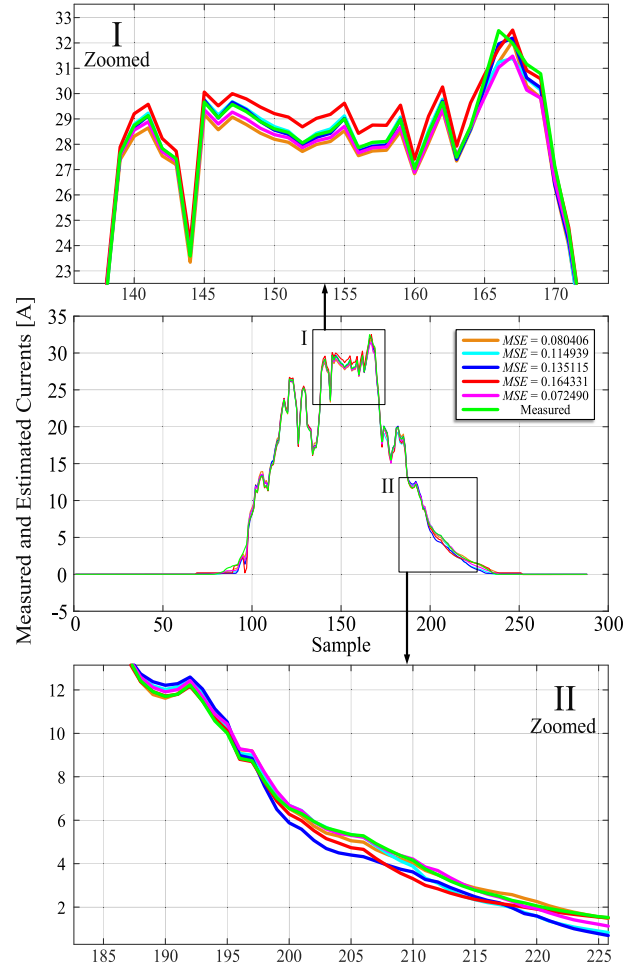 33
32
31
30
29
28
27
26
25
24
23
I
Zoomed
140 145 150 155 160 165 170
Measured and Estimated Currents [A]
35
30
25
20
15
10
5
0
-5
I
II
MSE = 0.080406
MSE = 0.114939
MSE = 0.135115
MSE = 0.164331
MSE = 0.072490
Measured
0 50 100 150 200 250 300
Sample
12
10
8
6
4
2
II
Zoomed
185 190 195 200 205 210 215 220 225